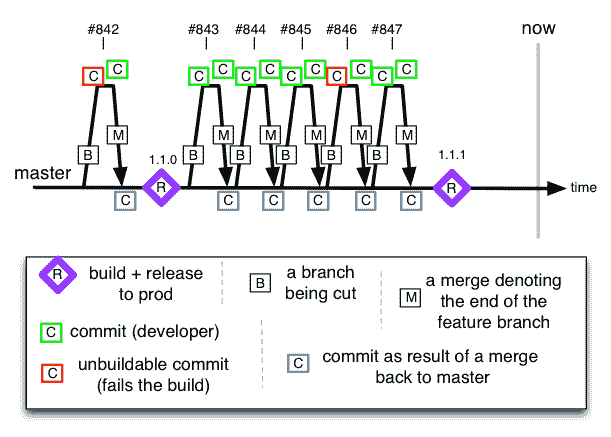 #842 #843 #844 #845 #846 #847 now
C C C C C C C C C C C C
M M M M M M
B B B B B B
1.1.0 1.1.1
master R R time
C C C C C C
R build + release
to prod
B a branch
being cut
M a merge denoting
the end of the
feature branch
C commit (developer)
C unbuildable commit
(fails the build)
C commit as result of a merge
back to master